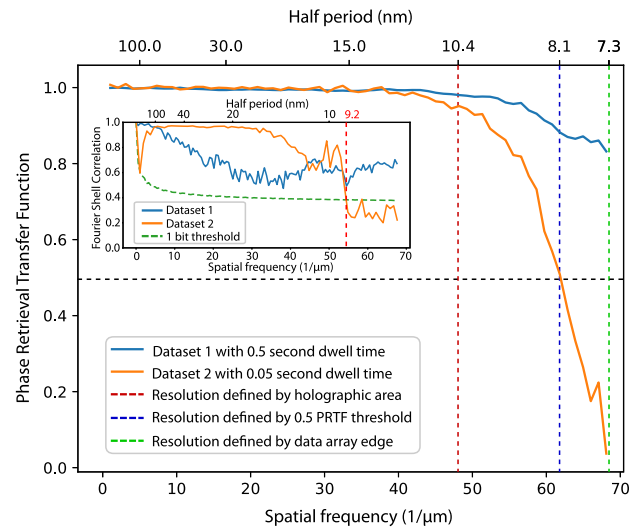 Half period (nm)
100.0 30.0 15.0 10.4 8.1 7.3
Phase Retrieval Transfer Function
1.0
0.8
0.6
0.4
0.2
0.0
Half period (nm)
100 40 20 10 9.2
Fourier Shell Correlation
1.0
0.8
0.6
0.4
0.2
0.0
Dataset 1
Dataset 2
1 bit threshold
0 10 20 30 40 50 60 70
Spatial frequency (1/μm)
Dataset 1 with 0.5 second dwell time
Dataset 2 with 0.05 second dwell time
Resolution defined by holographic area
Resolution defined by 0.5 PRTF threshold
Resolution defined by data array edge
0 10 20 30 40 50 60 70
Spatial frequency (1/μm)